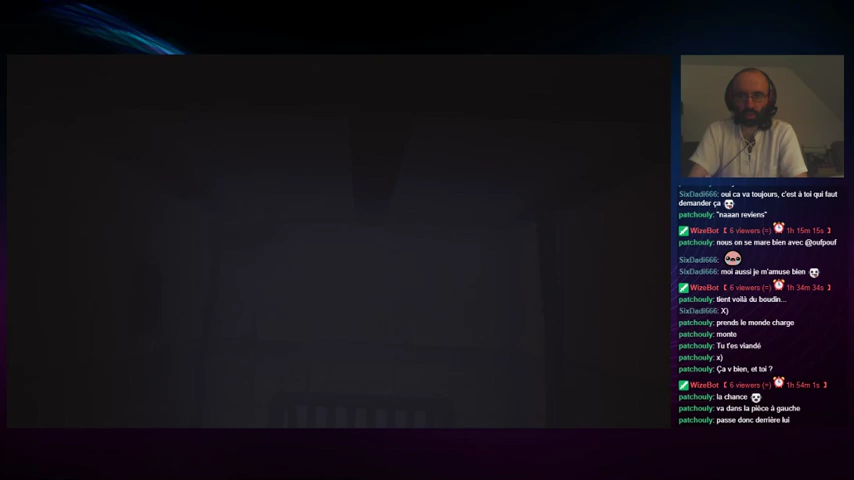 SixDadi666: oui ca va toujours, c'est à toi qui faut
demander ça
patchouly: "naaan reviens"
WizeBot 【 6 viewers (=) 1h 15m 15s 】
patchouly: nous on se mare bien avec @oufpouf
SixDadi666:
SixDadi666: moi aussi je m'amuse bien
WizeBot 【 6 viewers (=) 1h 34m 34s 】
patchouly: tient voilà du boudin...
SixDadi666: X)
patchouly: prends le monde charge
patchouly: monte
patchouly: Tu t'es viandé
patchouly: x)
patchouly: Ça v bien, et toi ?
WizeBot 【 6 viewers (=) 1h 54m 1s 】
patchouly: la chance
patchouly: va dans la pièce à gauche
patchouly: passe donc derrière lui